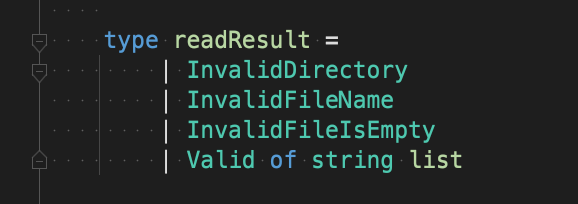 type readResult =
| InvalidDirectory
| InvalidFileName
| InvalidFileIsEmpty
| Valid of string list